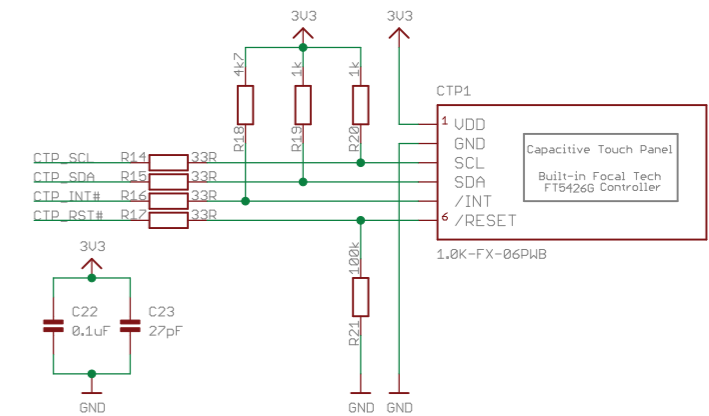 3V3
3V3
4k7
1k
1k
R18
R19
R20
CTP1
1 VDD
GND
SCL
SDA
/INT
6 /RESET
Capacitive Touch Panel
Built-in Focal Tech
FT5426G Controller
1.0K-FX-06PWB
CTP_SCL R14 33R
CTP_SDA R15 33R
CTP_INT# R16 33R
CTP_RST# R17 33R
3V3
C22
0.1uF
C23
27pF
GND
100k
R21
GND
GND